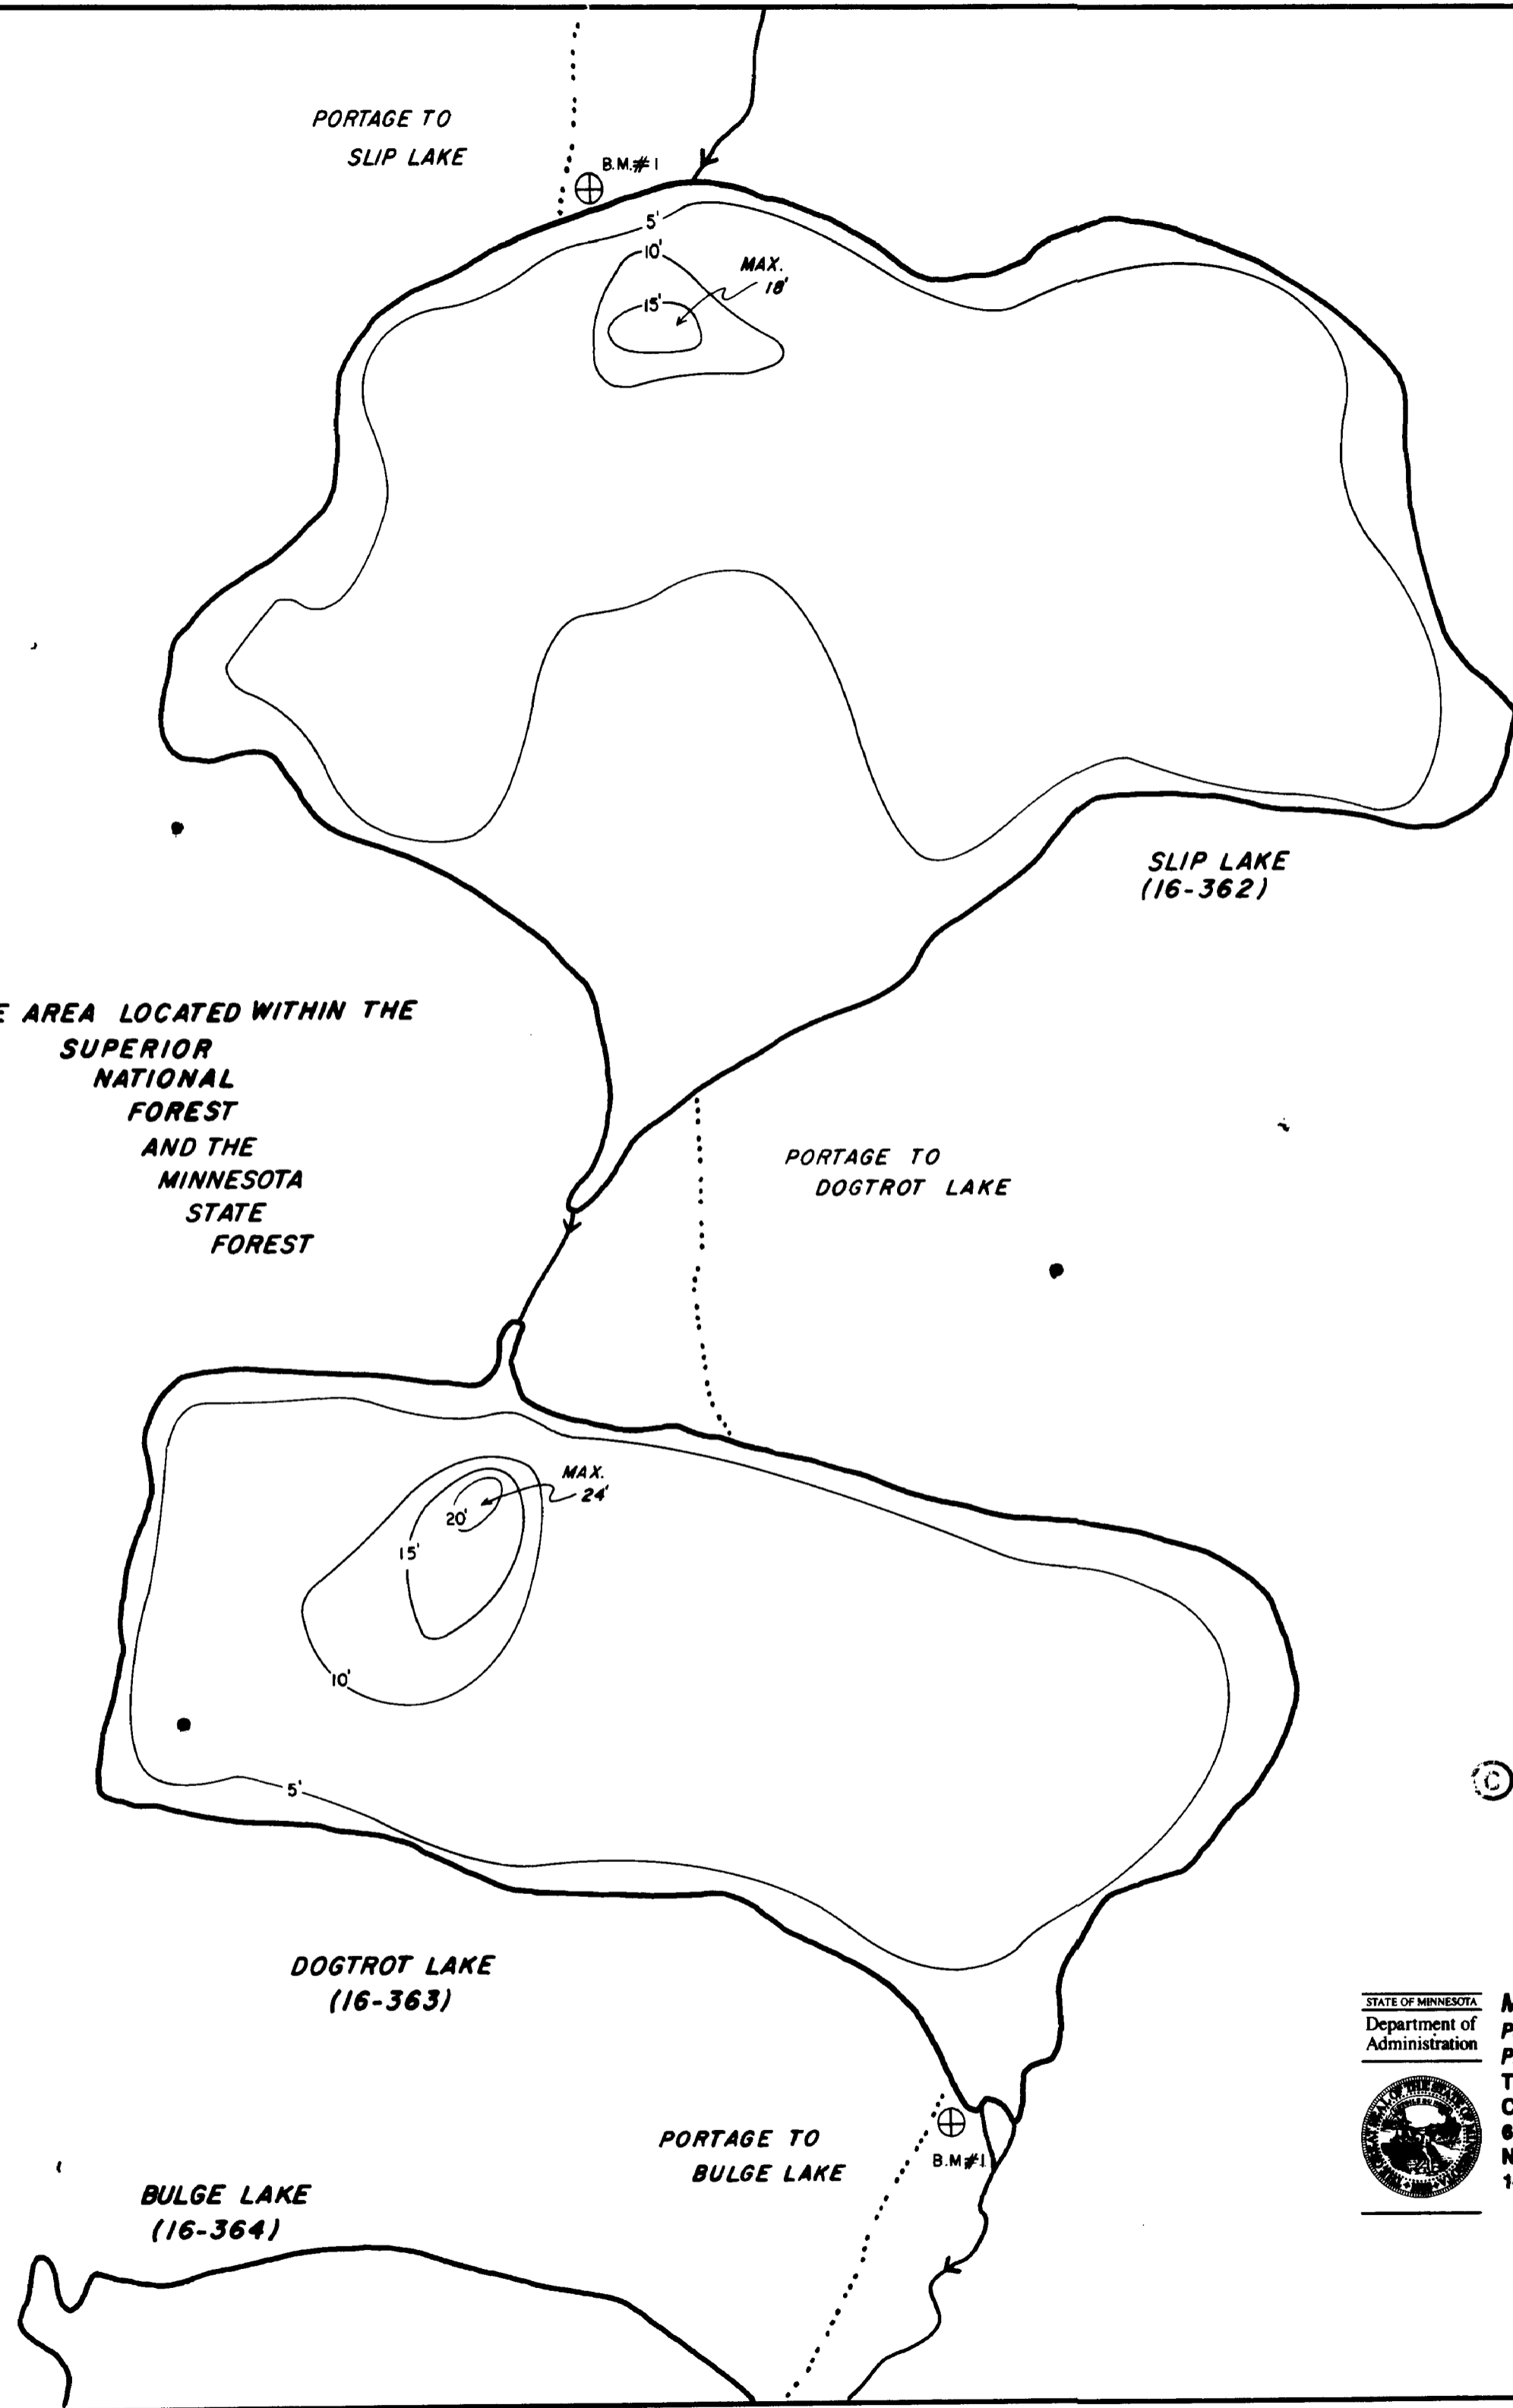 PORTAGE TO
SLIP LAKE
B.M.#1
5'
10'
MAX.
18'
15'
SLIP LAKE
(16-362)
AREA LOCATED WITHIN THE
SUPERIOR
NATIONAL
FOREST
AND THE
MINNESOTA
STATE
FOREST
PORTAGE TO
DOGTROT LAKE
MAX.
24'
20'
15'
10'
5'
C
DOGTROT LAKE
(16-363)
STATE OF MINNESOTA
Department of
Administration
PORTAGE TO
BULGE LAKE
B.M#1
BULGE LAKE
(16-364)